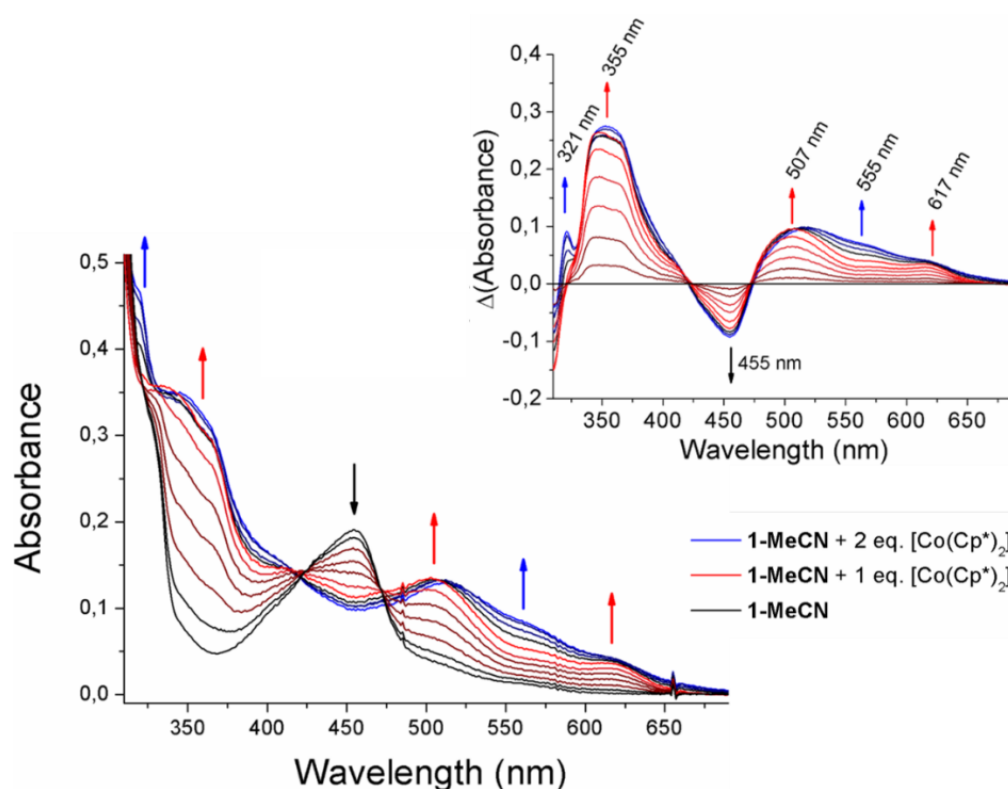 0,4
0,3
0,2
0,1
0,0
-0,1
-0,2
Δ(Absorbance)
321 nm
355 nm
507 nm
555 nm
617 nm
455 nm
350 400 450 500 550 600 650
Wavelength (nm)
0,5
0,4
0,3
0,2
0,1
0,0
Absorbance
1-MeCN + 2 eq. [Co(Cp*)₂]
1-MeCN + 1 eq. [Co(Cp*)₂]
1-MeCN
350 400 450 500 550 600 650
Wavelength (nm)